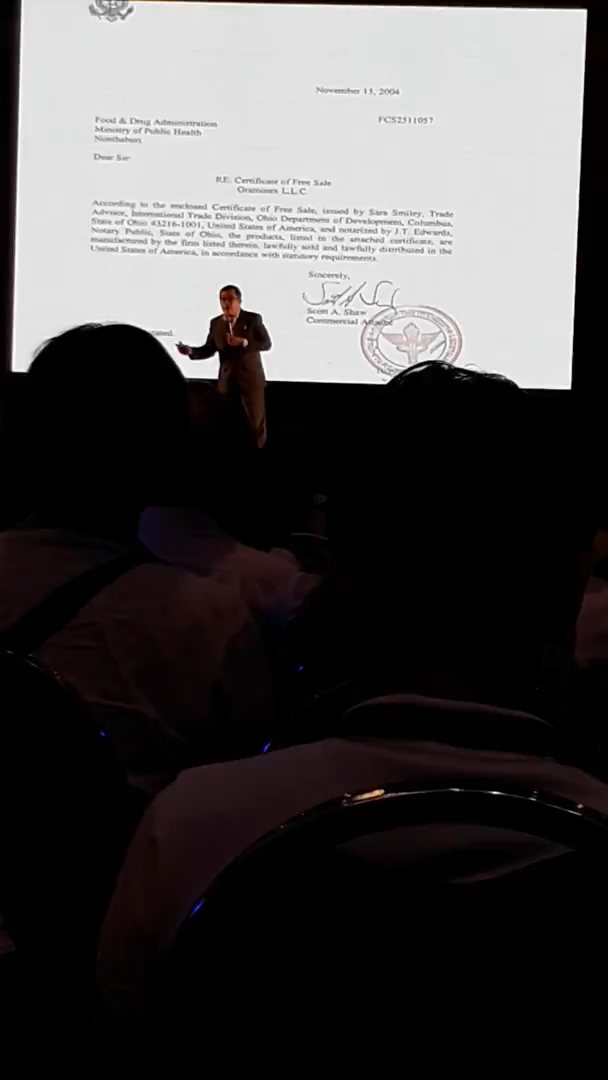 November 15, 2004
Food & Drug Administration
FCS2511057
Ministry of Public Health
Nonthaburi
Dear Sir:
RE: Certificate of Free Sale
L.L.C.
According to the enclosed Certificate of Free Sale, issued by Sara Smiley, Trade
Advisor, International Trade Division, Ohio Department of Development, Columbus,
State of Ohio 43216-1001, United States of America, and notarized by J.T. Edwards,
Notary Public, State of Ohio, the products, listed in the attached certificate, are
manufactured by the firm listed therein, lawfully sold and lawfully distributed in the
United States of America, in accordance with statutory requirements.
Sincerely,
Scott A. Shaw
Commercial Attaché